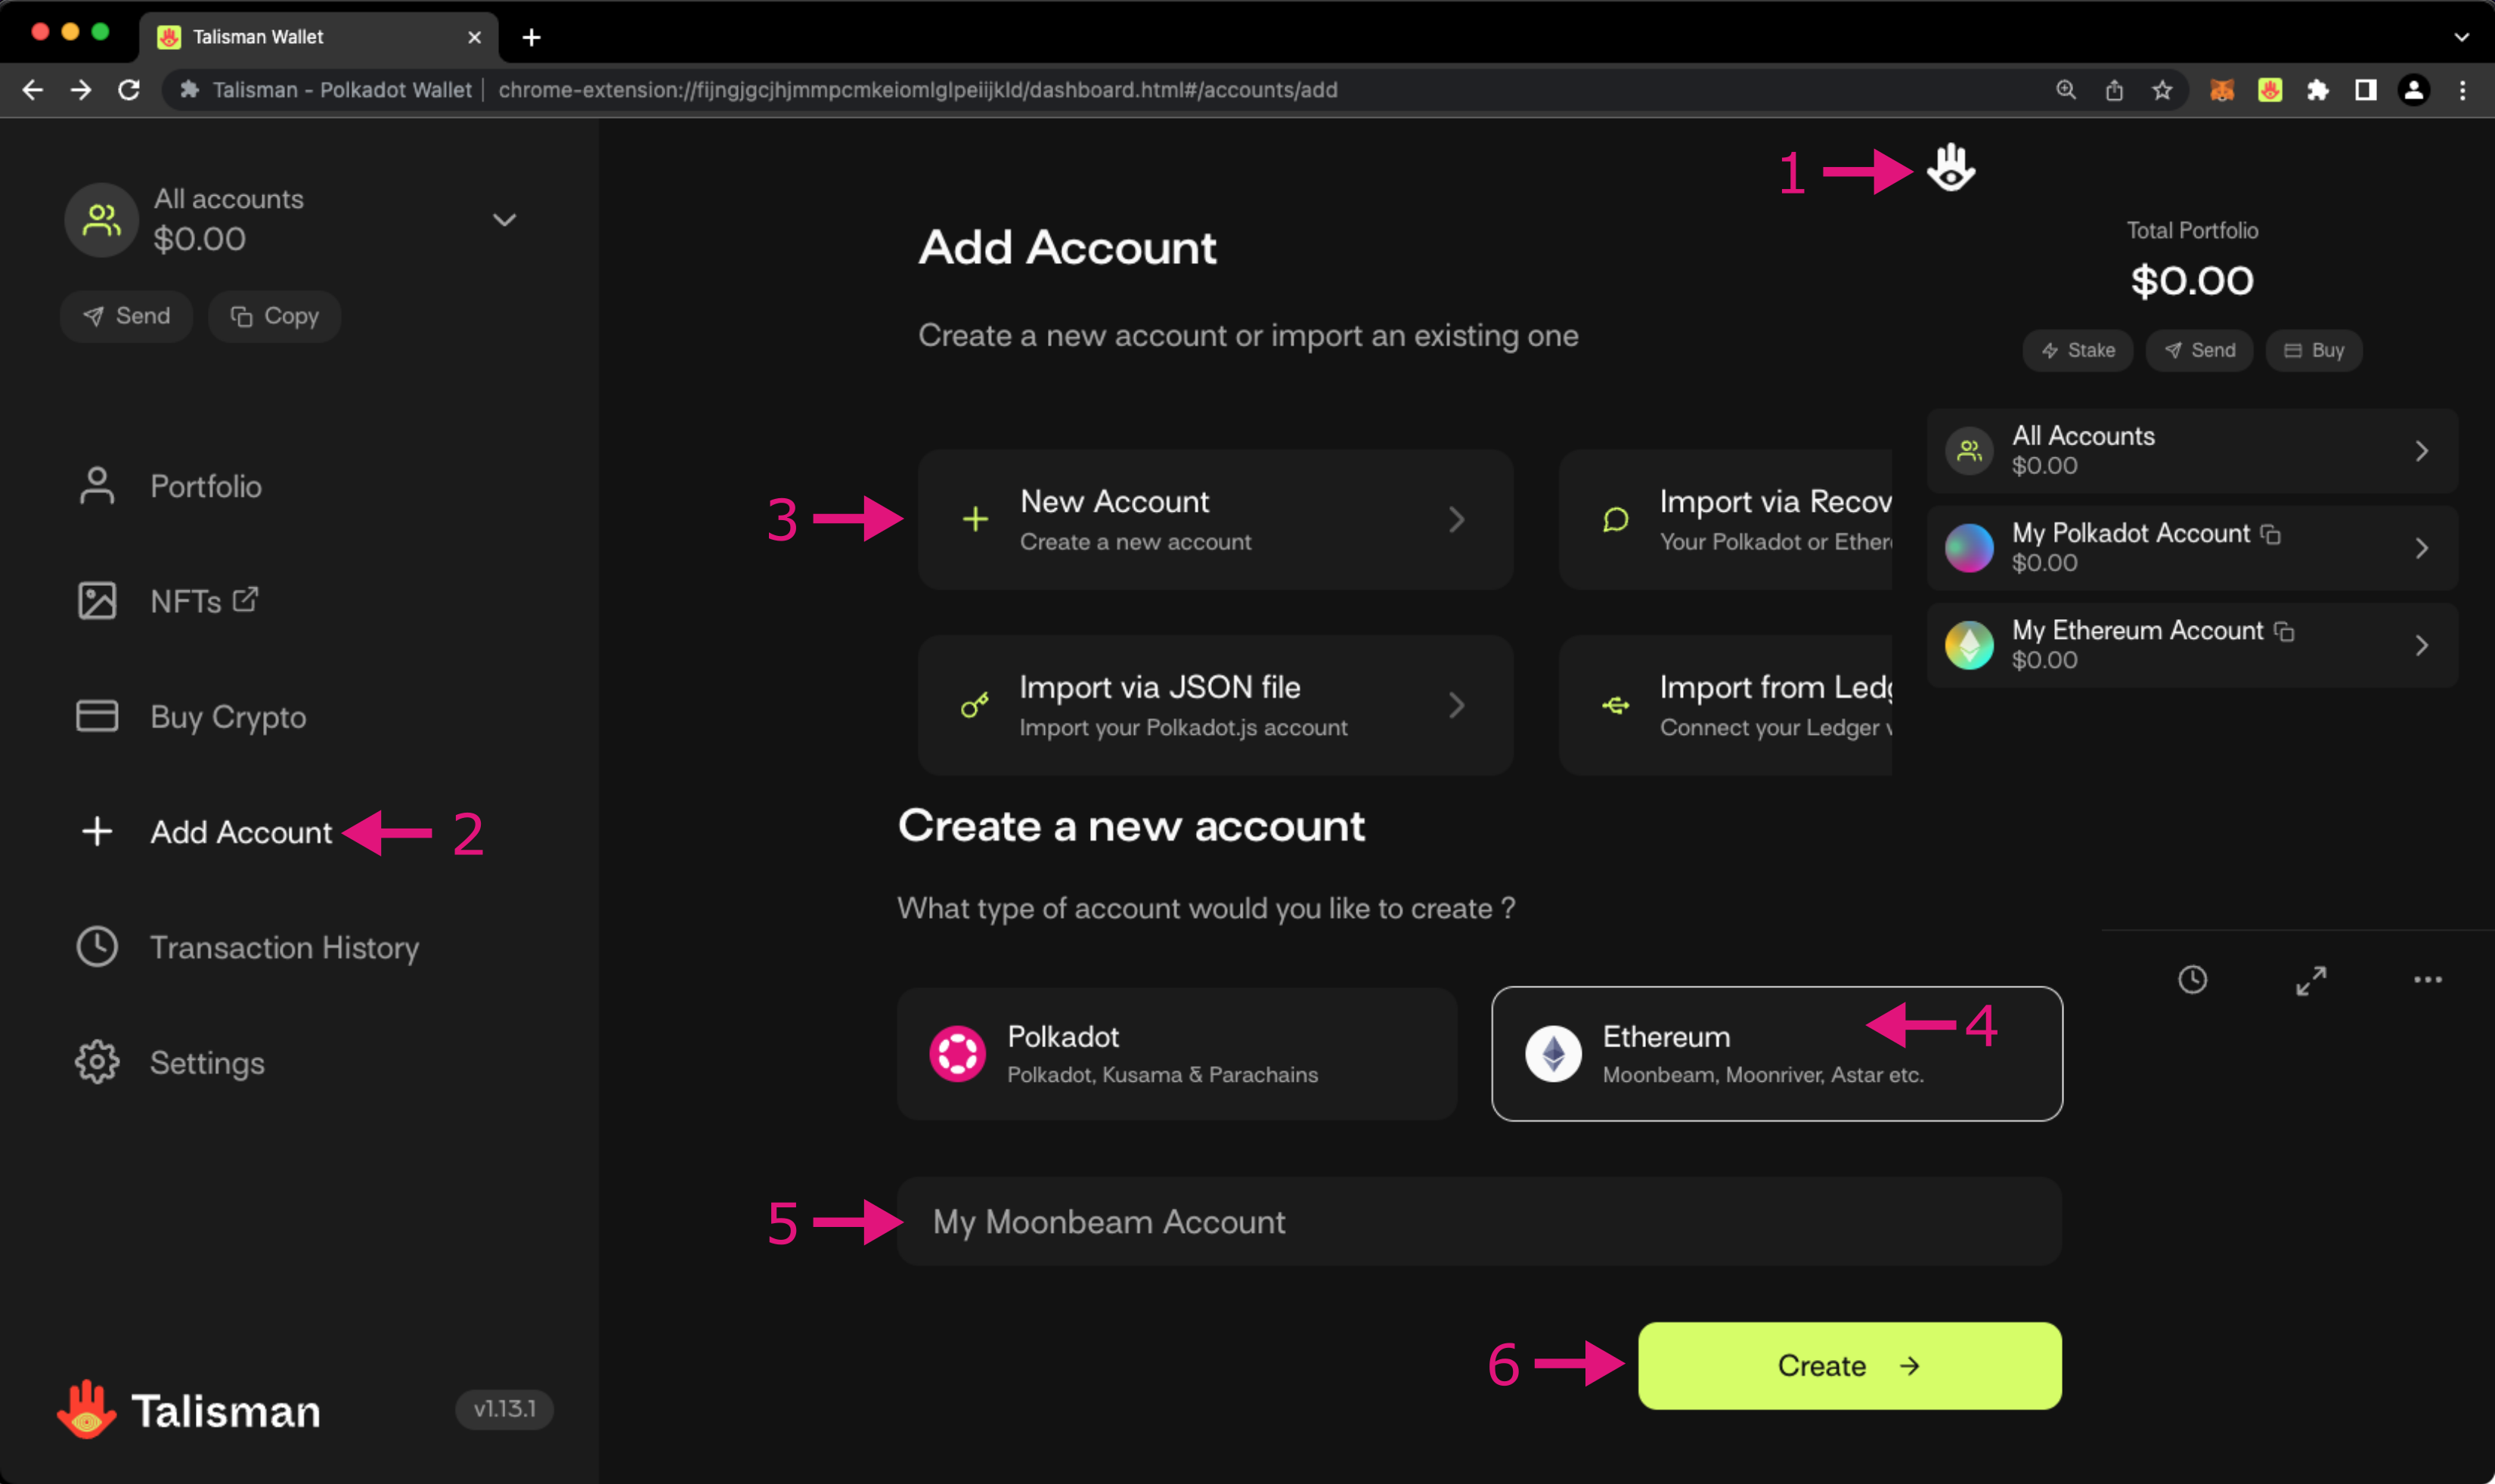 Talisman Wallet
Talisman - Polkadot Wallet | chrome-extension://fijngjgcjhjmmpcmkeiomlglpeiijkld/dashboard.html#/accounts/add
All accounts
$0.00
Send
Copy
Portfolio
NFTs
Buy Crypto
Add Account
2
Transaction History
Settings
Talisman
v1.13.1
Add Account
Create a new account or import an existing one
3
New Account
Create a new account
Import via Recov
Your Polkadot or Ether
Import via JSON file
Import your Polkadot.js account
Import from Ledg
Connect your Ledger v
Create a new account
What type of account would you like to create ?
Polkadot
Polkadot, Kusama & Parachains
Ethereum
Moonbeam, Moonriver, Astar etc.
4
5
My Moonbeam Account
6
Create
1
Total Portfolio
$0.00
Stake
Send
Buy
All Accounts
$0.00
My Polkadot Account
$0.00
My Ethereum Account
$0.00